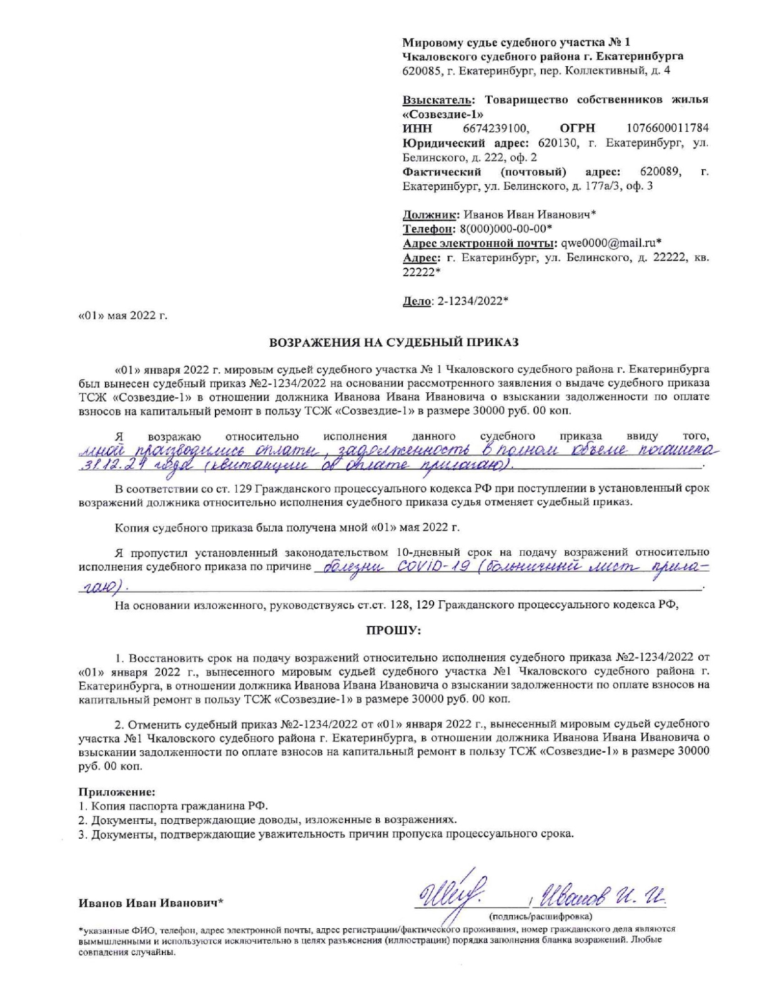 Мировому судье судебного участка № 1
Чкаловского судебного района г. Екатеринбурга
620085, г. Екатеринбург, пер. Коллективный, д. 4
Взыскатель: Товарищество собственников жилья
«Созвездие-1»
ИНН 6674239100, ОГРН 1076600011784
Юридический адрес: 620130, г. Екатеринбург, ул.
Белинского, д. 222, оф. 2
Фактический (почтовый) адрес: 620089, г.
Екатеринбург, ул. Белинского, д. 177а/3, оф. 3
Должник: Иванов Иван Иванович*
Телефон: 8(000)000-00-00*
Адрес электронной почты: qwe0000@mail.ru*
Адрес: г. Екатеринбург, ул. Белинского, д. 22222, кв.
22222*
Дело: 2-1234/2022*
«01» мая 2022 г.
ВОЗРАЖЕНИЯ НА СУДЕБНЫЙ ПРИКАЗ
«01» января 2022 г. мировым судьей судебного участка № 1 Чкаловского судебного района г. Екатеринбурга
был вынесен судебный приказ №2-1234/2022 на основании рассмотренного заявления о выдаче судебного приказа
ТСЖ «Созвездие-1» в отношении должника Иванова Ивана Ивановича о взыскании задолженности по оплате
взносов на капитальный ремонт в пользу ТСЖ «Созвездие-1» в размере 30000 руб. 00 коп.
Я возражаю относительно исполнения данного судебного приказа ввиду того,
мной производились оплаты, задолженность в полном объеме погашена
31.12.21 года (квитанции об оплате прилагаю).
В соответствии со ст. 129 Гражданского процессуального кодекса РФ при поступлении в установленный срок
возражений должника относительно исполнения судебного приказа судья отменяет судебный приказ.
Копия судебного приказа была получена мной «01» мая 2022 г.
Я пропустил установленный законодательством 10-дневный срок на подачу возражений относительно
исполнения судебного приказа по причине болезни COVID-19 (больничный лист прила-
гаю).
На основании изложенного, руководствуясь ст.ст. 128, 129 Гражданского процессуального кодекса РФ,
ПРОШУ:
1. Восстановить срок на подачу возражений относительно исполнения судебного приказа №2-1234/2022 от
«01» января 2022 г., вынесенного мировым судьей судебного участка №1 Чкаловского судебного района г.
Екатеринбурга, в отношении должника Иванова Ивана Ивановича о взыскании задолженности по оплате взносов на
капитальный ремонт в пользу ТСЖ «Созвездие-1» в размере 30000 руб. 00 коп.
2. Отменить судебный приказ №2-1234/2022 от «01» января 2022 г., вынесенный мировым судьей судебного
участка №1 Чкаловского судебного района г. Екатеринбурга, в отношении должника Иванова Ивана Ивановича о
взыскании задолженности по оплате взносов на капитальный ремонт в пользу ТСЖ «Созвездие-1» в размере 30000
руб. 00 коп.
Приложение:
1. Копия паспорта гражданина РФ.
2. Документы, подтверждающие доводы, изложенные в возражениях.
3. Документы, подтверждающие уважительность причин пропуска процессуального срока.
Иванов Иван Иванович* , Иванов И. И.
(подпись/расшифровка)
*указанные ФИО, телефон, адрес электронной почты, адрес регистрации/фактического проживания, номер гражданского дела являются
вымышленными и используются исключительно в целях разъяснения (иллюстрации) порядка заполнения бланка возражений. Любые
совпадения случайны.